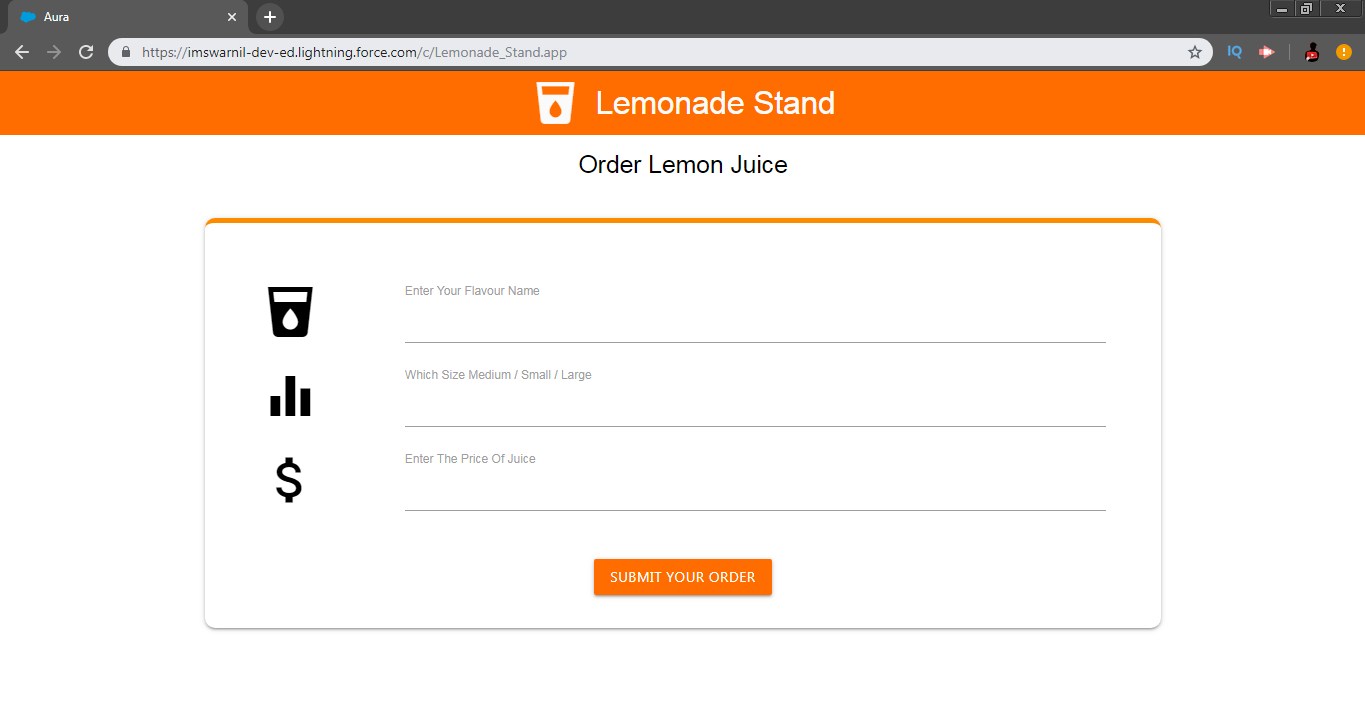 Aura
https://imswarnil-dev-ed.lightning.force.com/c/Lemonade_Stand.app
IQ
Lemonade Stand
Order Lemon Juice
Enter Your Flavour Name
Which Size Medium / Small / Large
$
Enter The Price Of Juice
SUBMIT YOUR ORDER